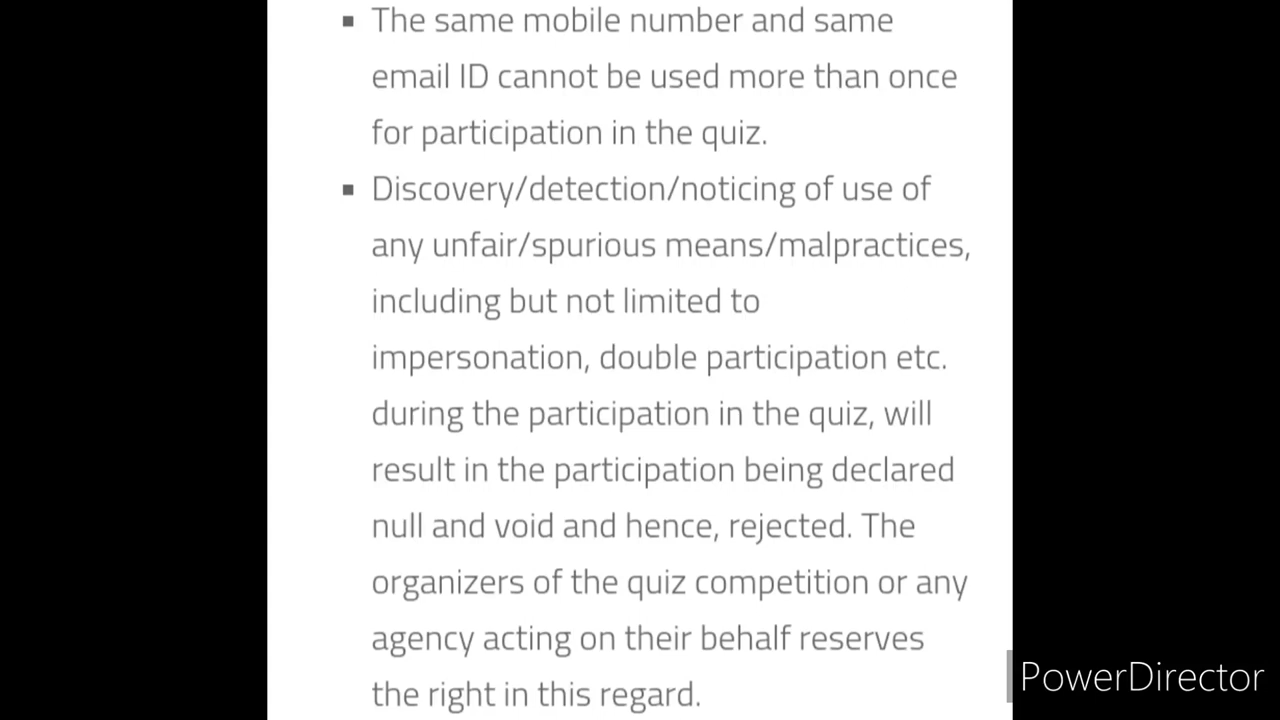 The same mobile number and same
email ID cannot be used more than once
for participation in the quiz.
Discovery/detection/noticing of use of
any unfair/spurious means/malpractices,
including but not limited to
impersonation, double participation etc.
during the participation in the quiz, will
result in the participation being declared
null and void and hence, rejected. The
organizers of the quiz competition or any
agency acting on their behalf reserves
the right in this regard.
PowerDirector